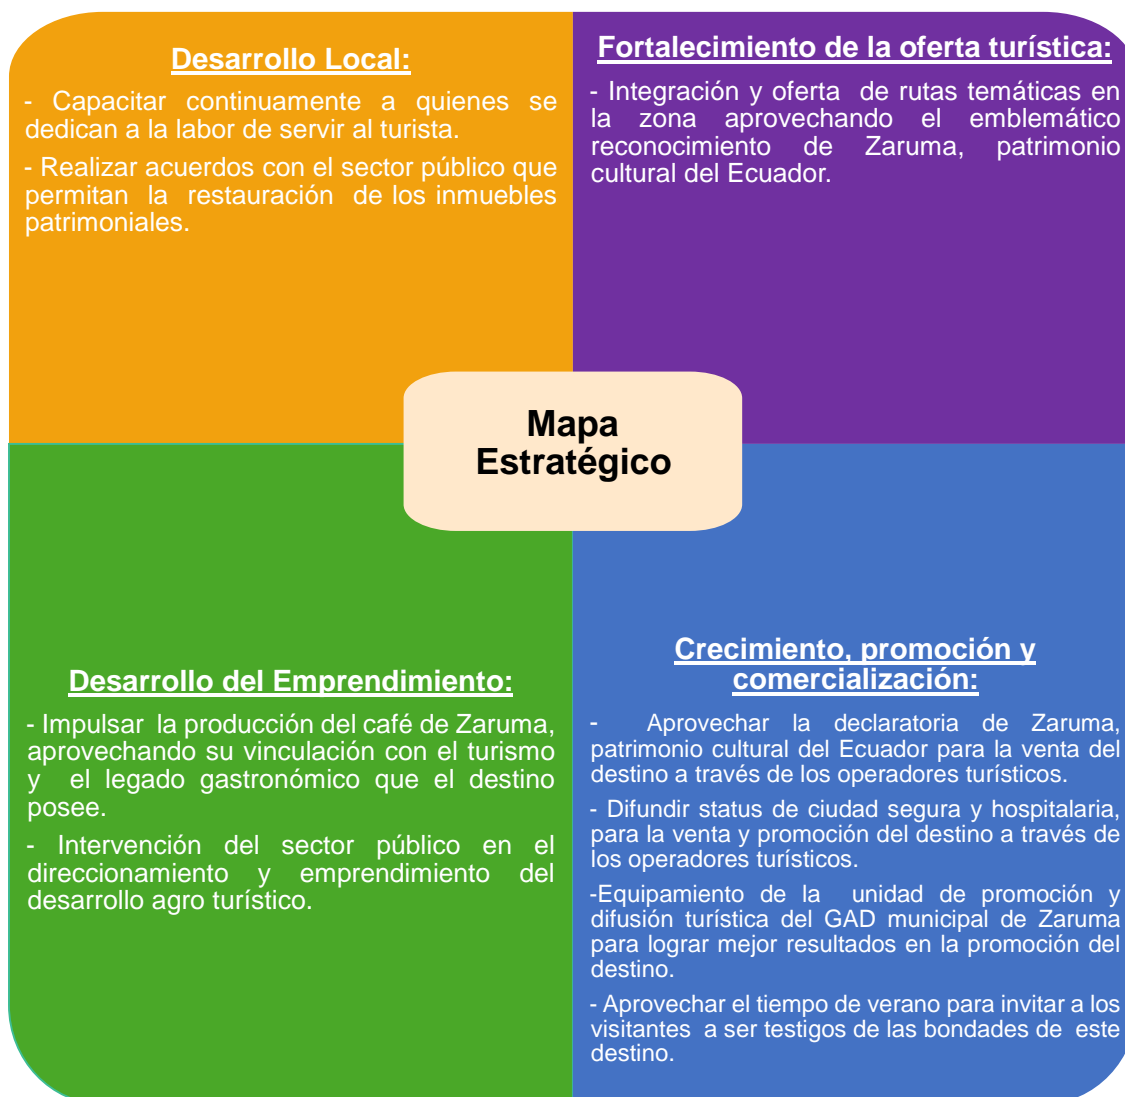 Desarrollo Local:
- Capacitar continuamente a quienes se
dedican a la labor de servir al turista.
- Realizar acuerdos con el sector público que
permitan la restauración de los inmuebles
patrimoniales.
Fortalecimiento de la oferta turística:
- Integración y oferta de rutas temáticas en
la zona aprovechando el emblemático
reconocimiento de Zaruma, patrimonio
cultural del Ecuador.
Mapa
Estratégico
Desarrollo del Emprendimiento:
- Impulsar la producción del café de Zaruma,
aprovechando su vinculación con el turismo
y el legado gastronómico que el destino
posee.
- Intervención del sector público en el
direccionamiento y emprendimiento del
desarrollo agro turístico.
Crecimiento, promoción y
comercialización:
- Aprovechar la declaratoria de Zaruma,
patrimonio cultural del Ecuador para la venta del
destino a través de los operadores turísticos.
- Difundir status de ciudad segura y hospitalaria,
para la venta y promoción del destino a través de
los operadores turísticos.
-Equipamiento de la unidad de promoción y
difusión turística del GAD municipal de Zaruma
para lograr mejor resultados en la promoción del
destino.
- Aprovechar el tiempo de verano para invitar a los
visitantes a ser testigos de las bondades de este
destino.